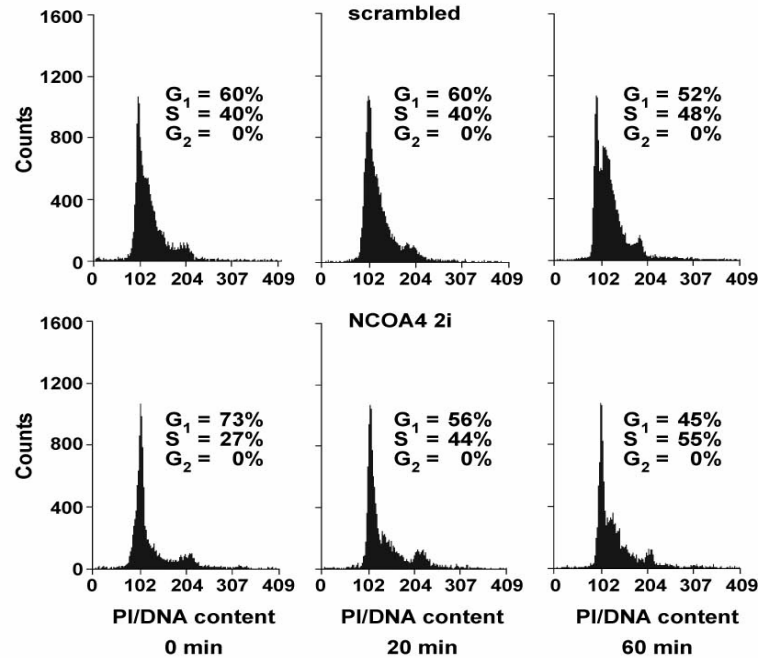 scrambled
1600
1200
800
400
0
Counts
G1 = 60%
S = 40%
G2 = 0%
0 102 204 307 409
G1 = 60%
S = 40%
G2 = 0%
0 102 204 307 409
G1 = 52%
S = 48%
G2 = 0%
0 102 204 307 409
NCOA4 2i
1600
1200
800
400
0
Counts
G1 = 73%
S = 27%
G2 = 0%
0 102 204 307 409
PI/DNA content
0 min
G1 = 56%
S = 44%
G2 = 0%
0 102 204 307 409
PI/DNA content
20 min
G1 = 45%
S = 55%
G2 = 0%
0 102 204 307 409
PI/DNA content
60 min